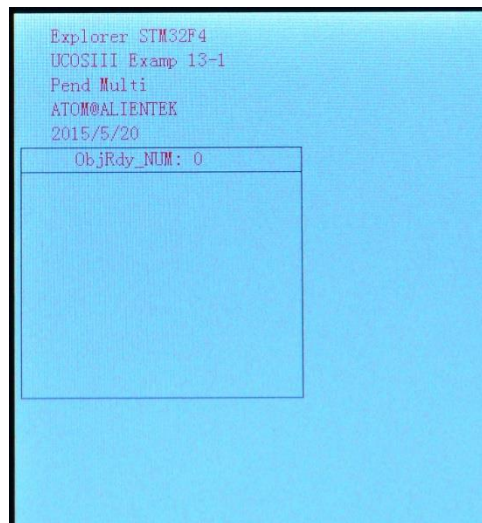 Explorer STM32F4
UCOSIII Examp 13-1
Pend Multi
ATOM@ALIENTEK
2015/5/20
ObjRdy_NUM: 0